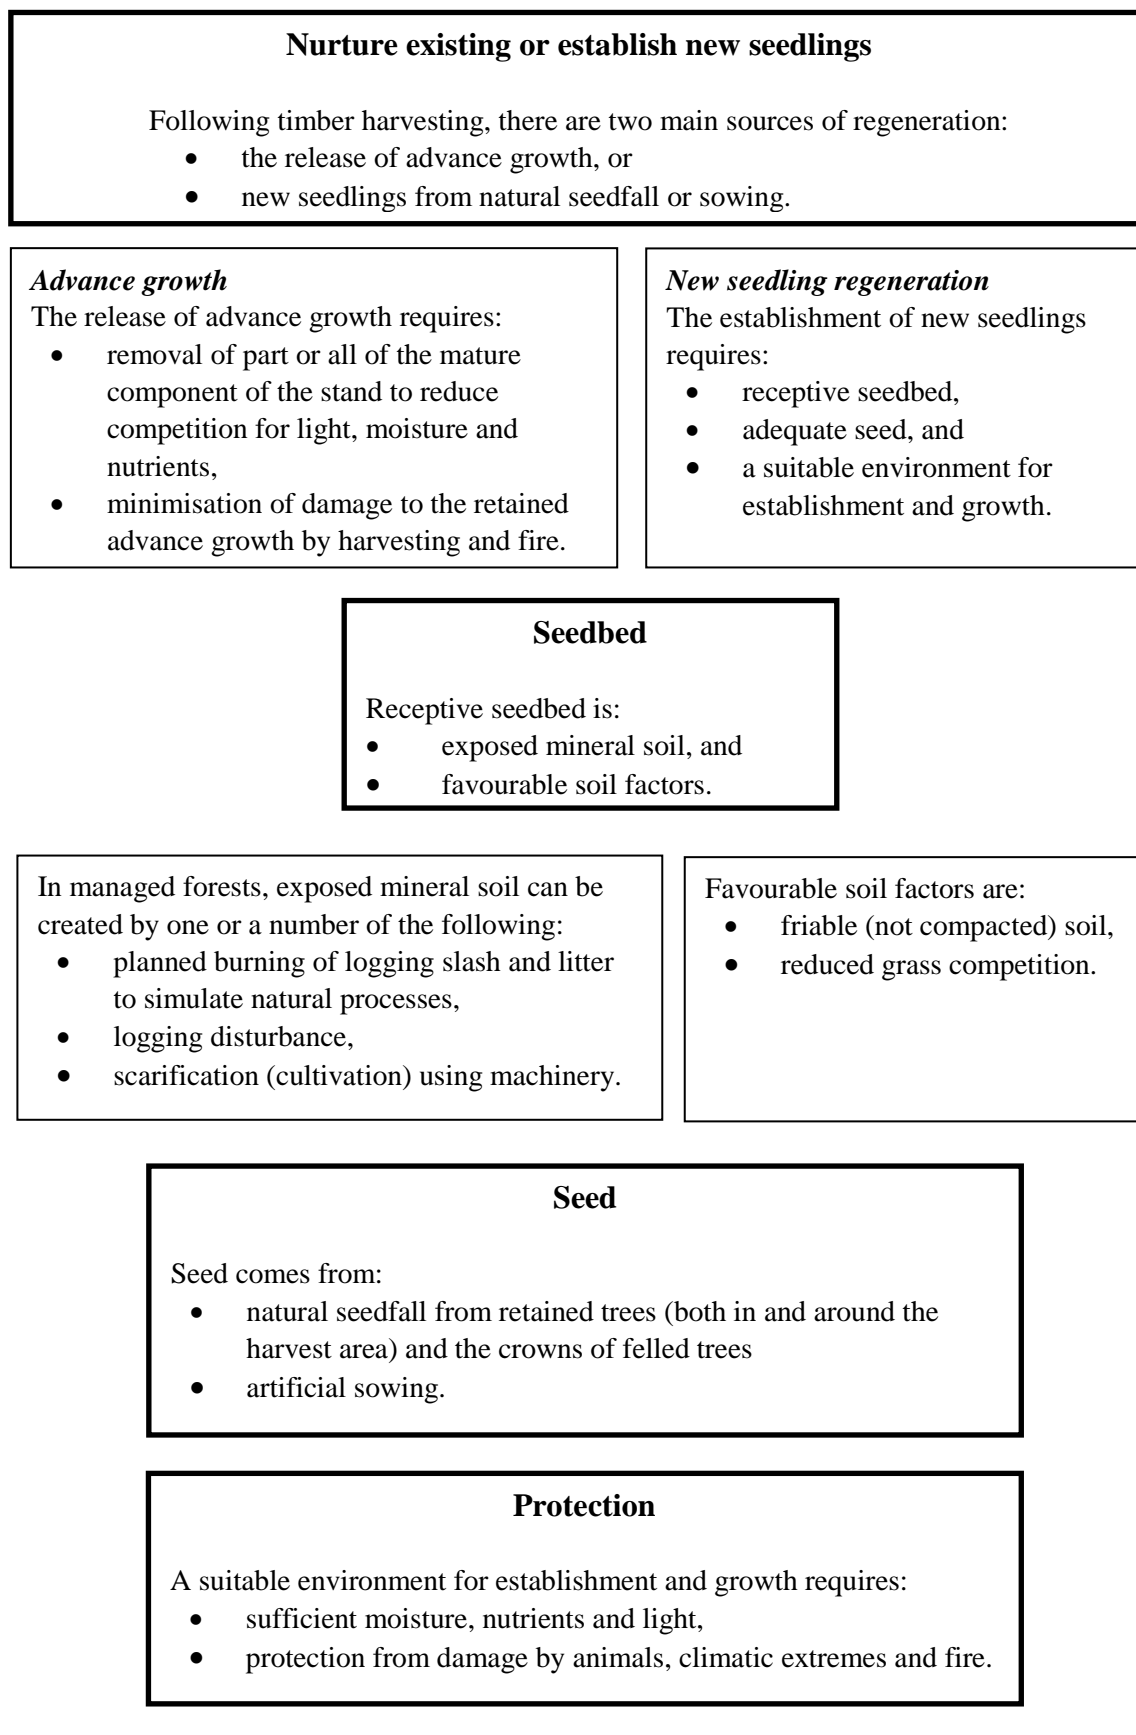 Nurture existing or establish new seedlings
Following timber harvesting, there are two main sources of regeneration:
• the release of advance growth, or
• new seedlings from natural seedfall or sowing.
Advance growth
The release of advance growth requires:
• removal of part or all of the mature
component of the stand to reduce
competition for light, moisture and
nutrients,
• minimisation of damage to the retained
advance growth by harvesting and fire.
New seedling regeneration
The establishment of new seedlings
requires:
• receptive seedbed,
• adequate seed, and
• a suitable environment for
establishment and growth.
Seedbed
Receptive seedbed is:
• exposed mineral soil, and
• favourable soil factors.
In managed forests, exposed mineral soil can be
created by one or a number of the following:
• planned burning of logging slash and litter
to simulate natural processes,
• logging disturbance,
• scarification (cultivation) using machinery.
Favourable soil factors are:
• friable (not compacted) soil,
• reduced grass competition.
Seed
Seed comes from:
• natural seedfall from retained trees (both in and around the
harvest area) and the crowns of felled trees
• artificial sowing.
Protection
A suitable environment for establishment and growth requires:
• sufficient moisture, nutrients and light,
• protection from damage by animals, climatic extremes and fire.